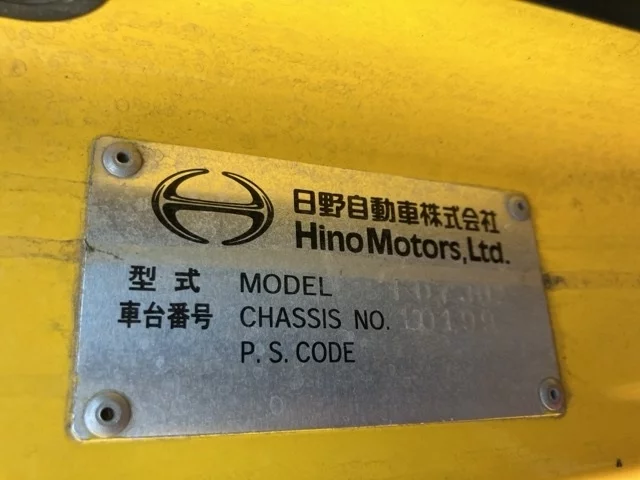 日野自動車株式会社
Hino Motors, Ltd.
型式 MODEL
車台番号 CHASSIS NO. 10199
P.S.CODE